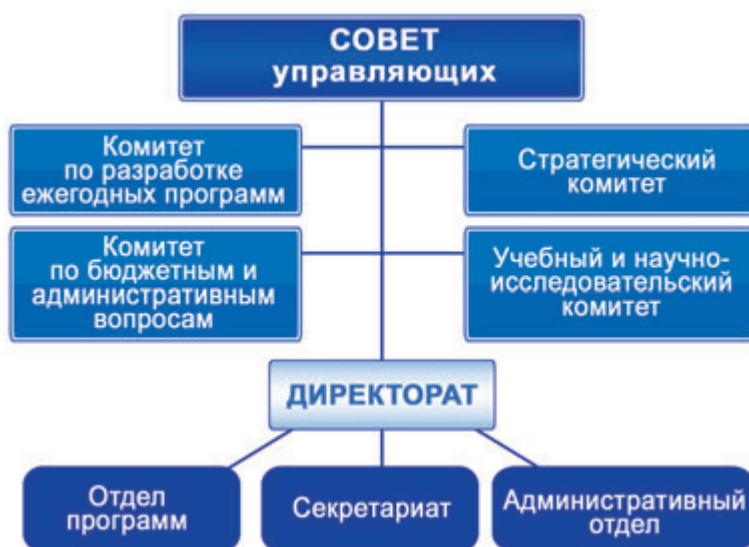 СОВЕТ
управляющих
Комитет
по разработке
ежегодных программ
Стратегический
комитет
Комитет
по бюджетным и
административным
вопросам
Учебный и научно-
исследовательский
комитет
ДИРЕКТОРАТ
Отдел
программ
Секретариат
Административный
отдел